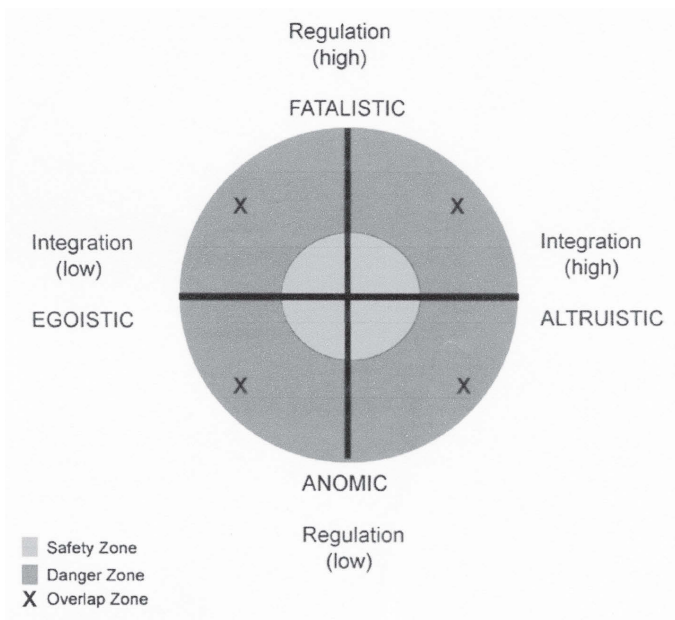 Regulation
(high)
FATALISTIC
X
X
Integration
(low)
Integration
(high)
EGOISTIC
ALTRUISTIC
X
X
ANOMIC
Regulation
(low)
Safety Zone
Danger Zone
X Overlap Zone